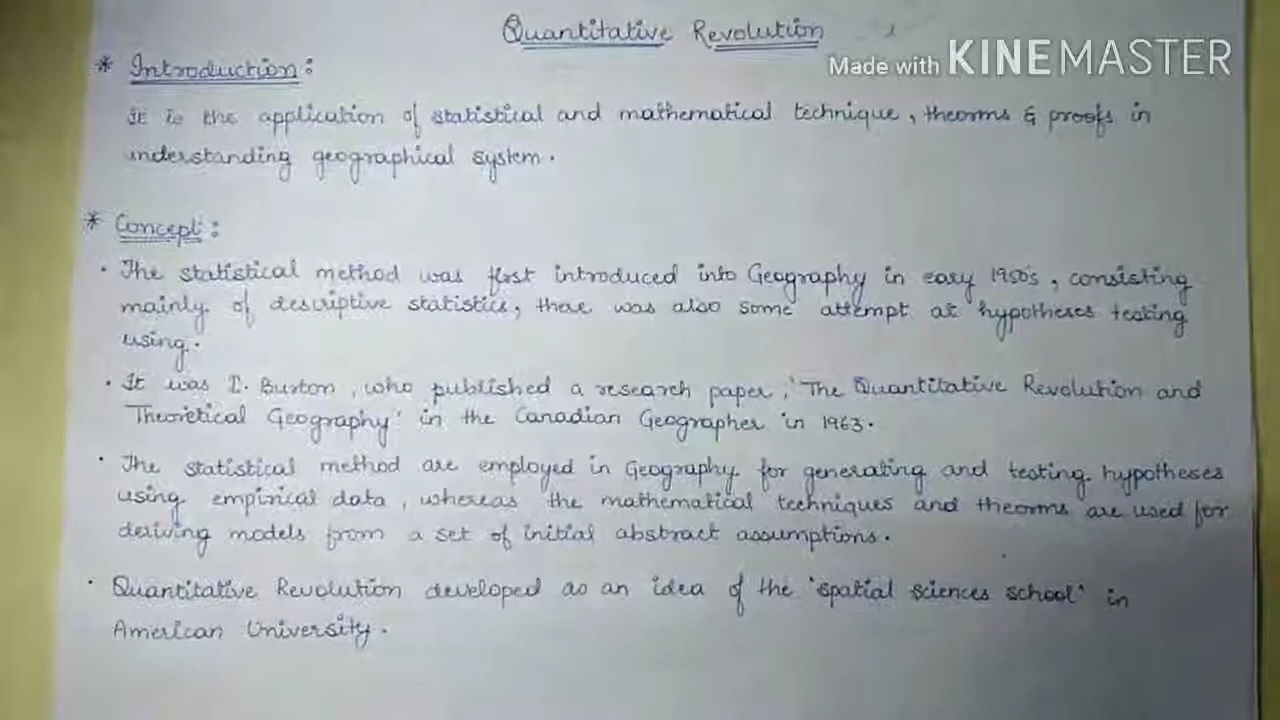 Quantitative Revolution
Made with KINEMASTER
* Introduction :
It is the application of statistical and mathematical technique, theorms & proofs in
understanding geographical system.
* Concept :
• The statistical method was first introduced into Geography in eary 1950's, consisting
mainly of descriptive statistics, there was also some attempt at hypotheses testing
using.
• It was I. Burton, who published a research paper, 'The Quantitative Revolution and
Theoretical Geography' in the Canadian Geographer in 1963.
• The statistical method are employed in Geography for generating and testing hypotheses
using empirical data, whereas the mathematical techniques and theorms are used for
deriving models from a set of initial abstract assumptions.
• Quantitative Revolution developed as an idea of the 'spatial sciences school' in
American University.